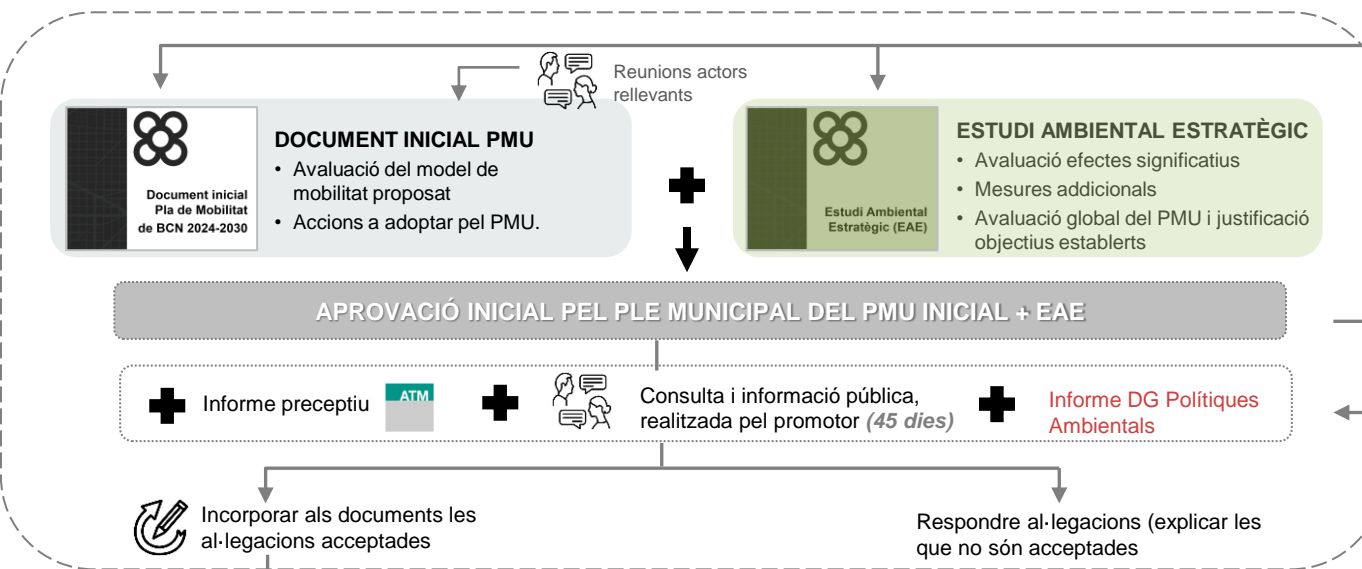 Reunions actors
rellevants
DOCUMENT INICIAL PMU
• Avaluació del model de
mobilitat proposat
• Accions a adoptar pel PMU.
Document inicial
Pla de Mobilitat
de BCN 2024-2030
ESTUDI AMBIENTAL ESTRATÈGIC
• Avaluació efectes significatius
• Mesures addicionals
• Avaluació global del PMU i justificació
objectius establerts
Estudi Ambiental
Estratègic (EAE)
APROVACIÓ INICIAL PEL PLE MUNICIPAL DEL PMU INICIAL + EAE
Informe preceptiu
ATM
Consulta i informació pública,
realitzada pel promotor (45 dies)
Informe DG Polítiques
Ambientals
Incorporar als documents les
al·legacions acceptades
Respondre al·legacions (explicar les
que no són acceptades